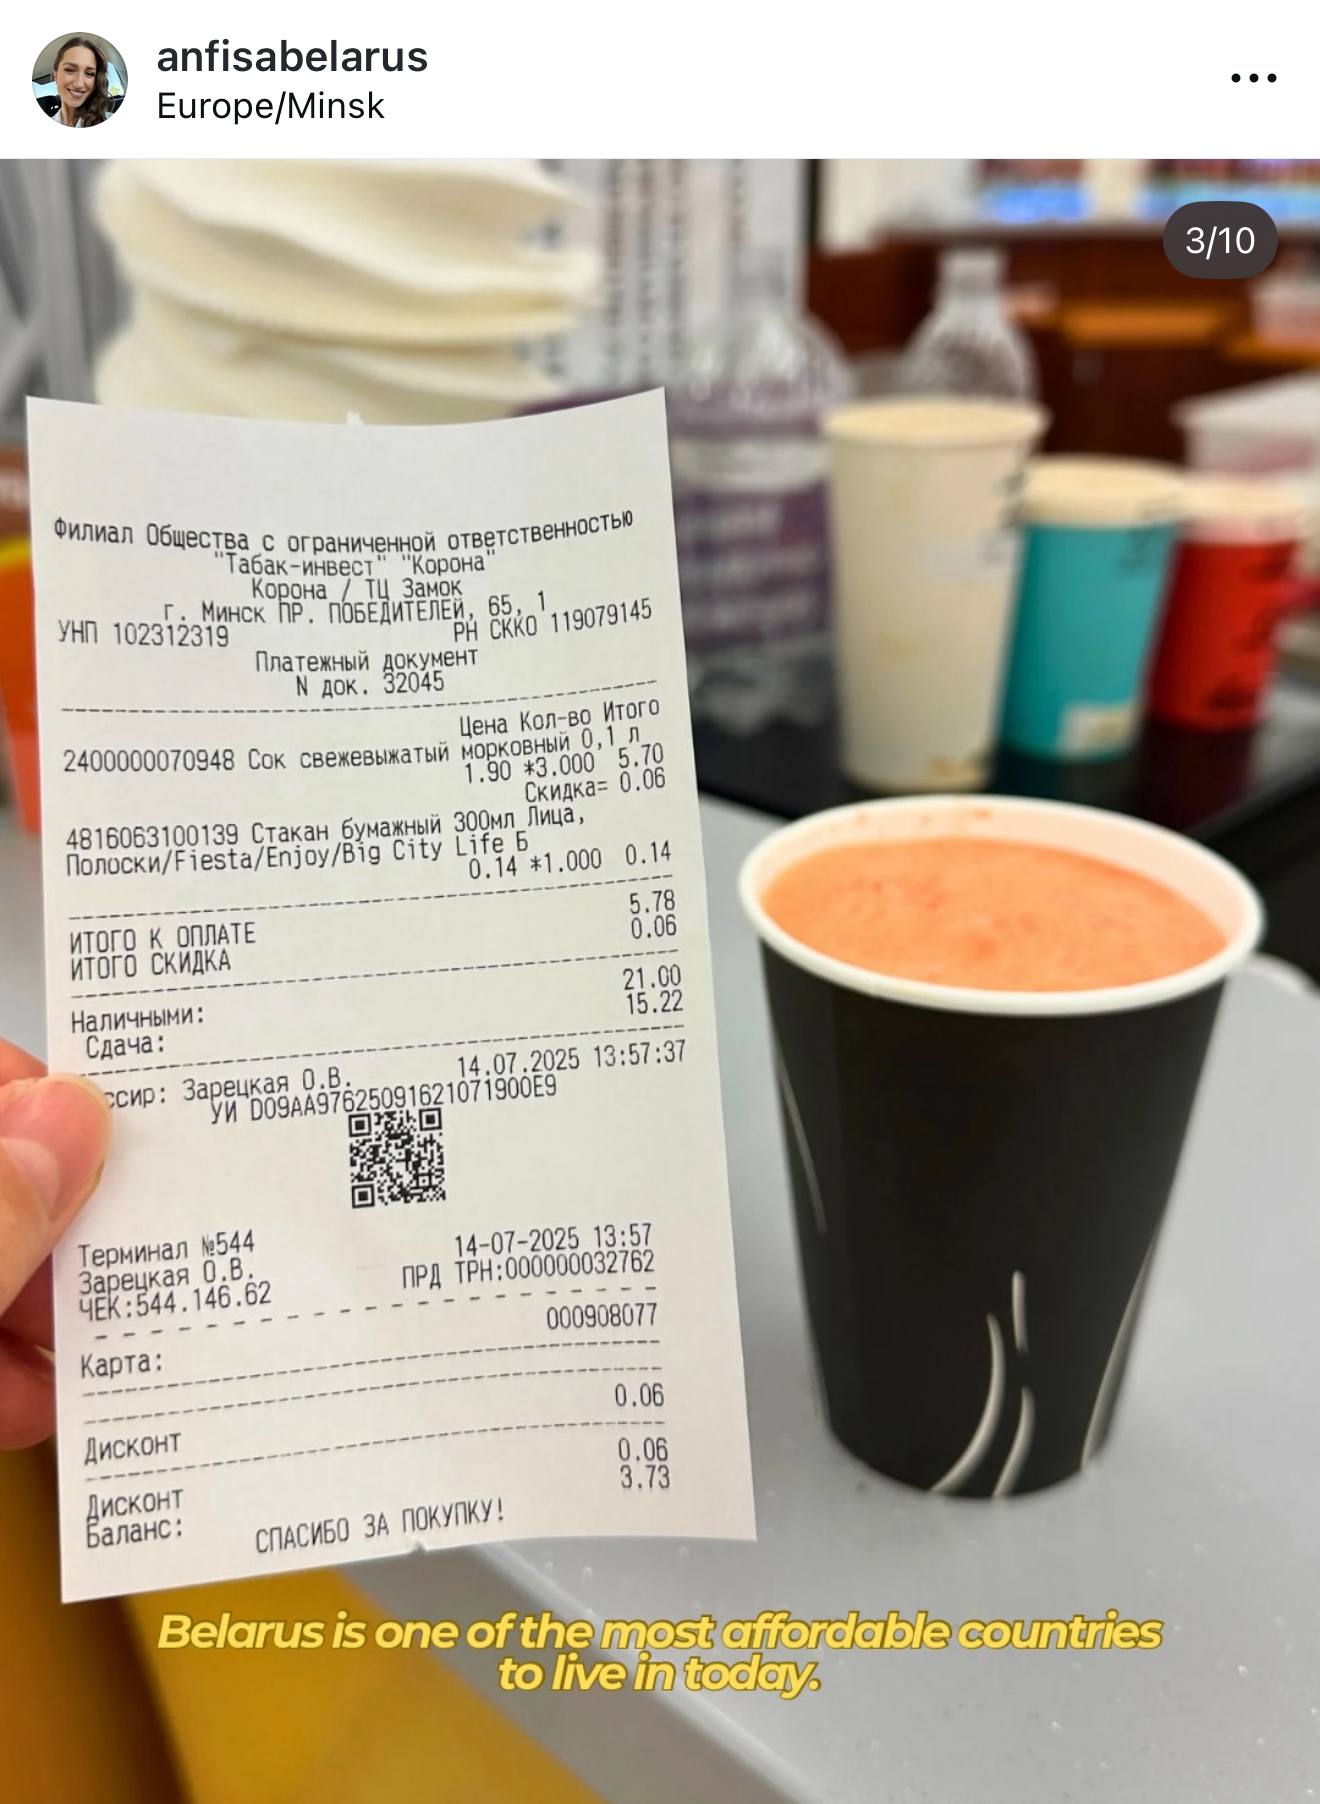 anfisabelarus
Europe/Minsk
3/10
Филиал Общества с ограниченной ответственностью
"Табак-инвест" "Корона"
Корона / ТЦ Замок
г. Минск ПР. ПОБЕДИТЕЛЕЙ, 65, 1
УНП 102312319 РН СККО 119079145
Платежный документ
N док. 32045
Цена Кол-во Итого
2400000070948 Сок свежевыжатый морковный 0,1 л
1.90 *3.000 5.70
Скидка= 0.06
4816063100139 Стакан бумажный 300мл Лица,
Полоски/Fiesta/Enjoy/Big City Life Б
0.14 *1.000 0.14
ИТОГО К ОПЛАТЕ 5.78
ИТОГО СКИДКА 0.06
Наличными: 21.00
Сдача: 15.22
ссир: Зарецкая О.В. 14.07.2025 13:57:37
УИ D09AA97625091621071900E9
Терминал №544 14-07-2025 13:57
Зарецкая О.В. ПРД ТРН:000000032762
ЧЕК:544.146.62
Карта: 000908077
Дисконт 0.06
Дисконт 0.06
Баланс: 3.73
СПАСИБО ЗА ПОКУПКУ!
Belarus is one of the most affordable countries
to live in today.